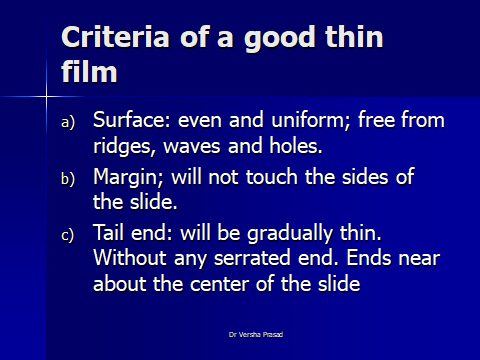 Criteria of a good thin
film
a) Surface: even and uniform; free from
ridges, waves and holes.
b) Margin; will not touch the sides of
the slide.
c) Tail end: will be gradually thin.
Without any serrated end. Ends near
about the center of the slide
Dr Versha Prasad